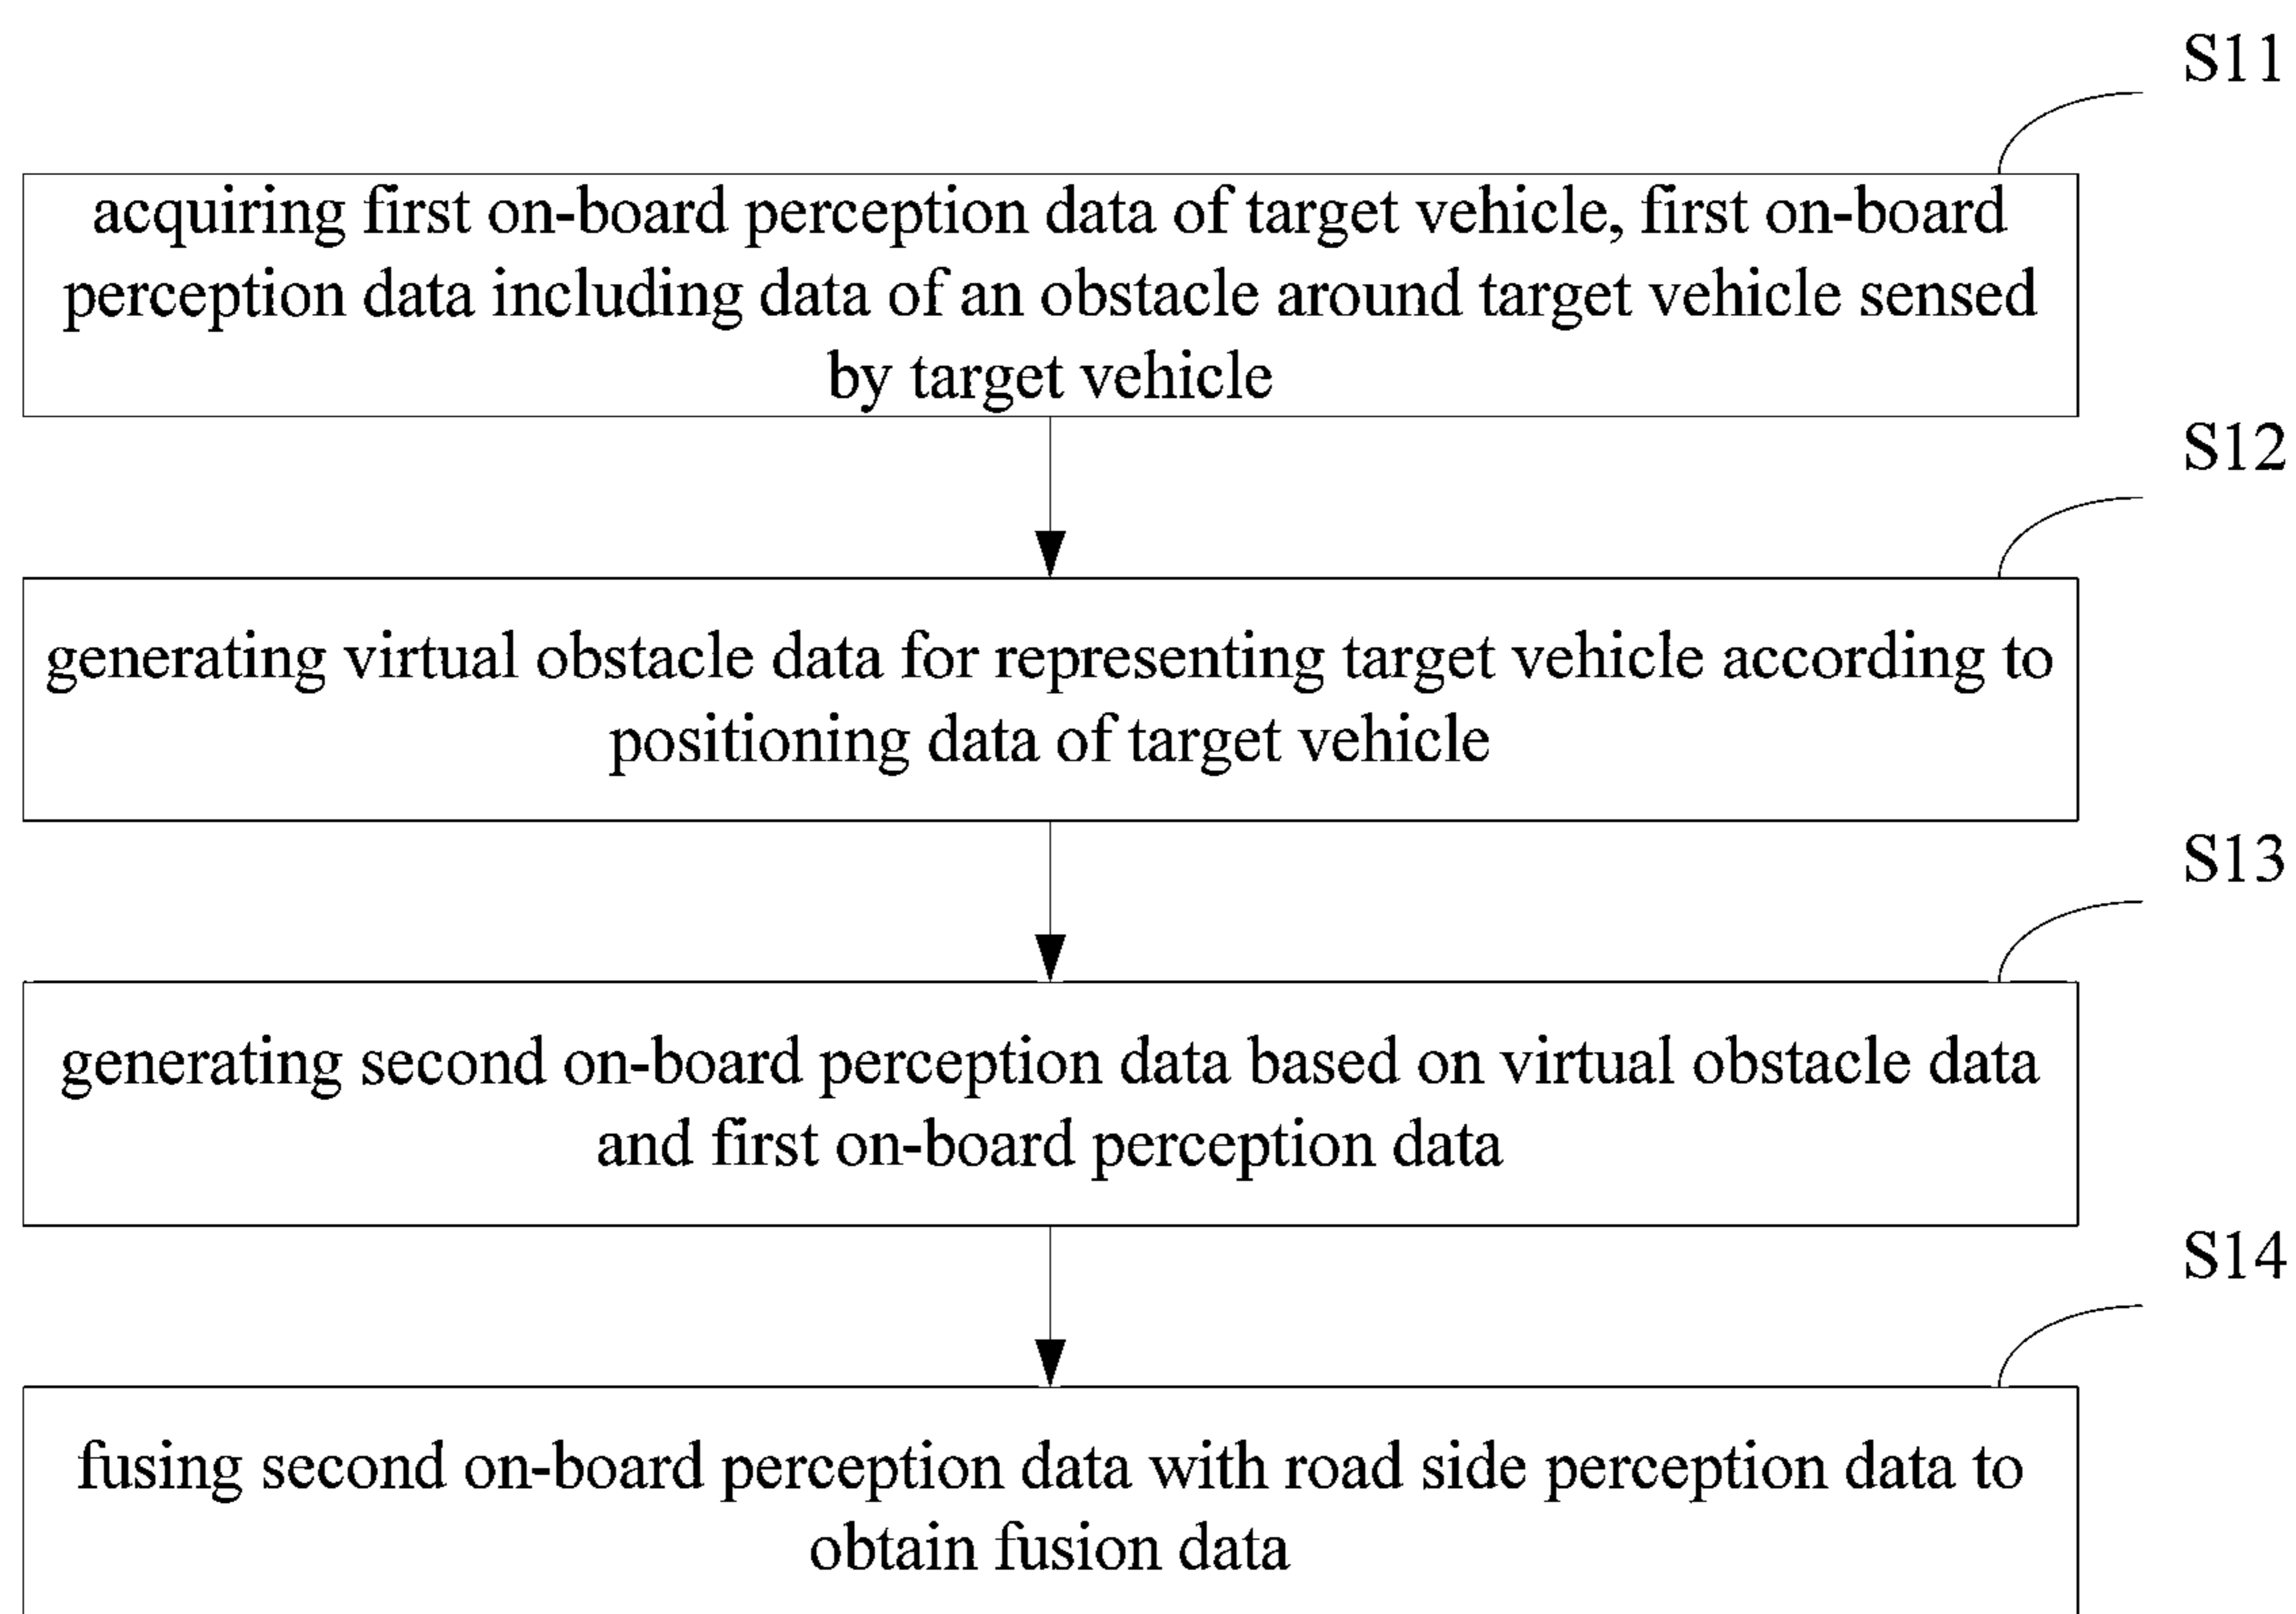 S11
acquiring first on-board perception data of target vehicle, first on-board
perception data including data of an obstacle around target vehicle sensed
by target vehicle
S12
generating virtual obstacle data for representing target vehicle according to
positioning data of target vehicle
S13
generating second on-board perception data based on virtual obstacle data
and first on-board perception data
S14
fusing second on-board perception data with road side perception data to
obtain fusion data